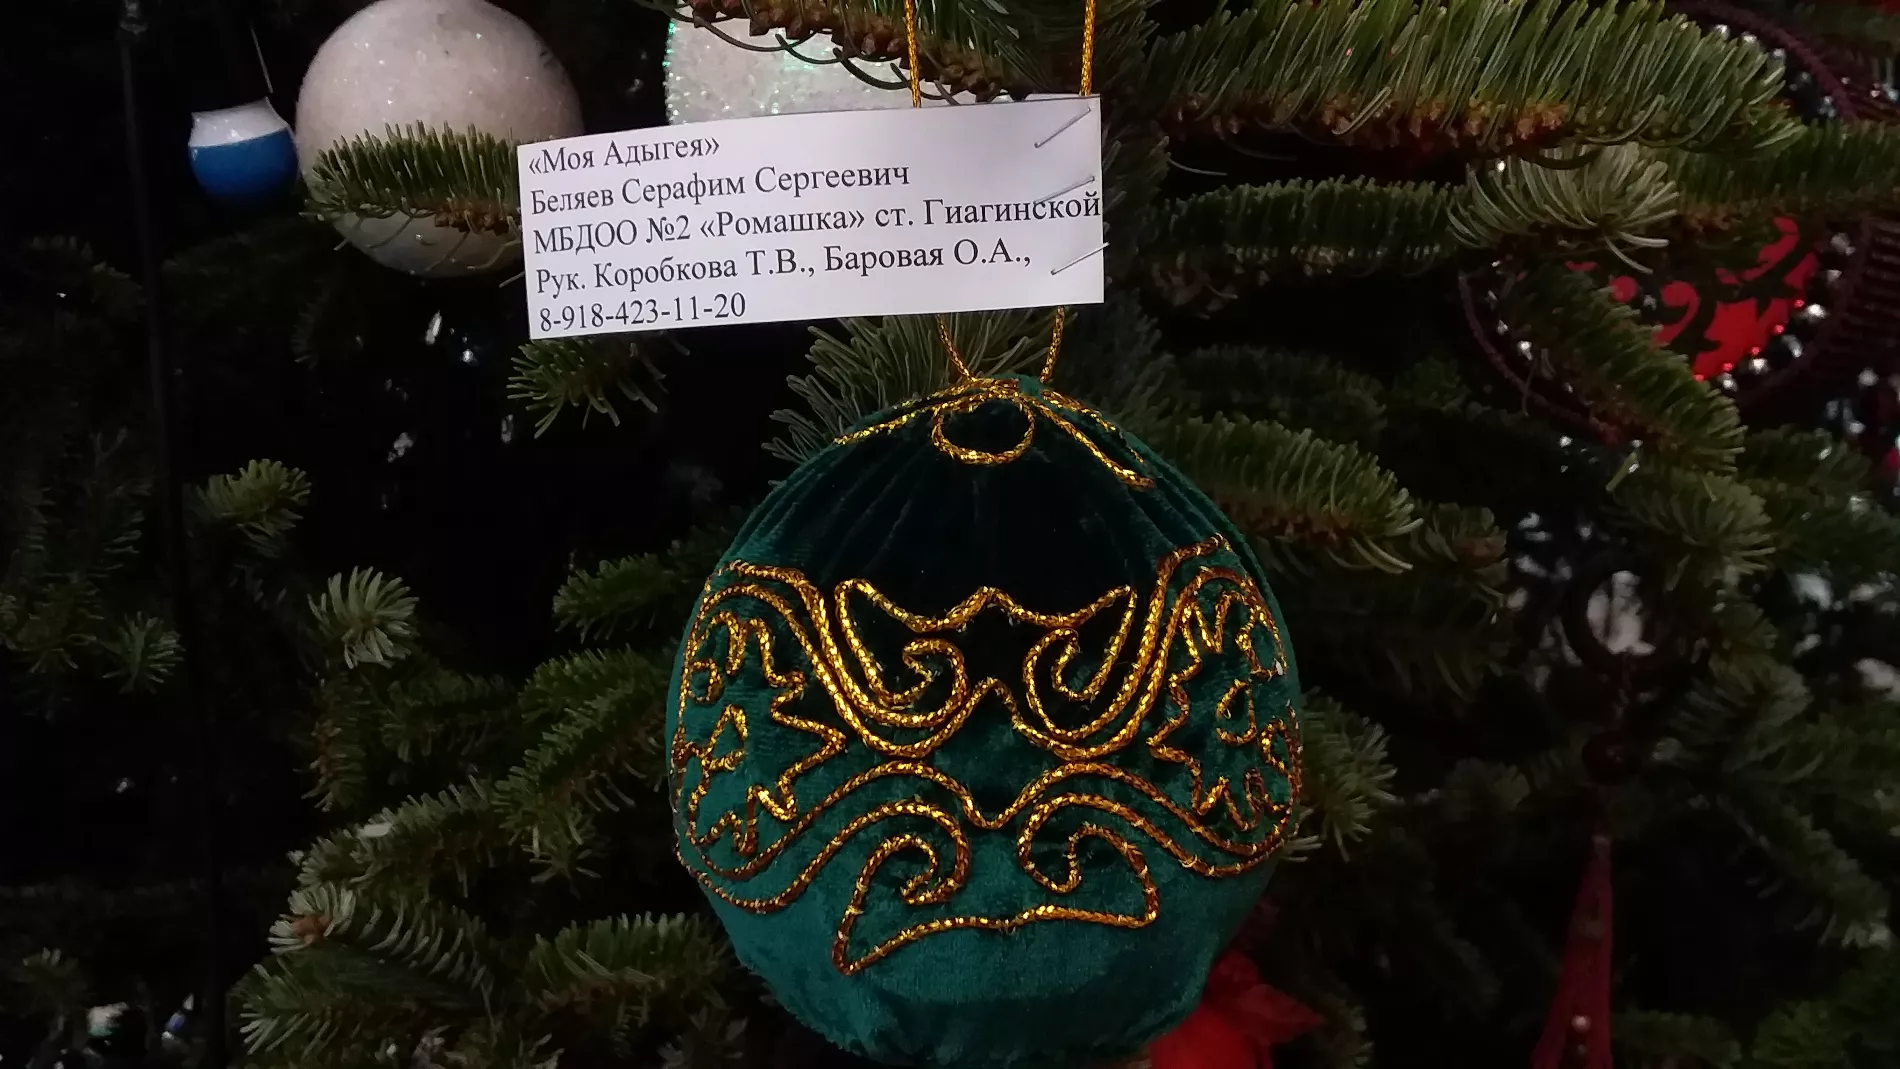 «Моя Адыгея»
Беляев Серафим Сергеевич
МБДОО №2 «Ромашка» ст. Гиагинской
Рук. Коробкова Т.В., Баровая О.А.,
8-918-423-11-20